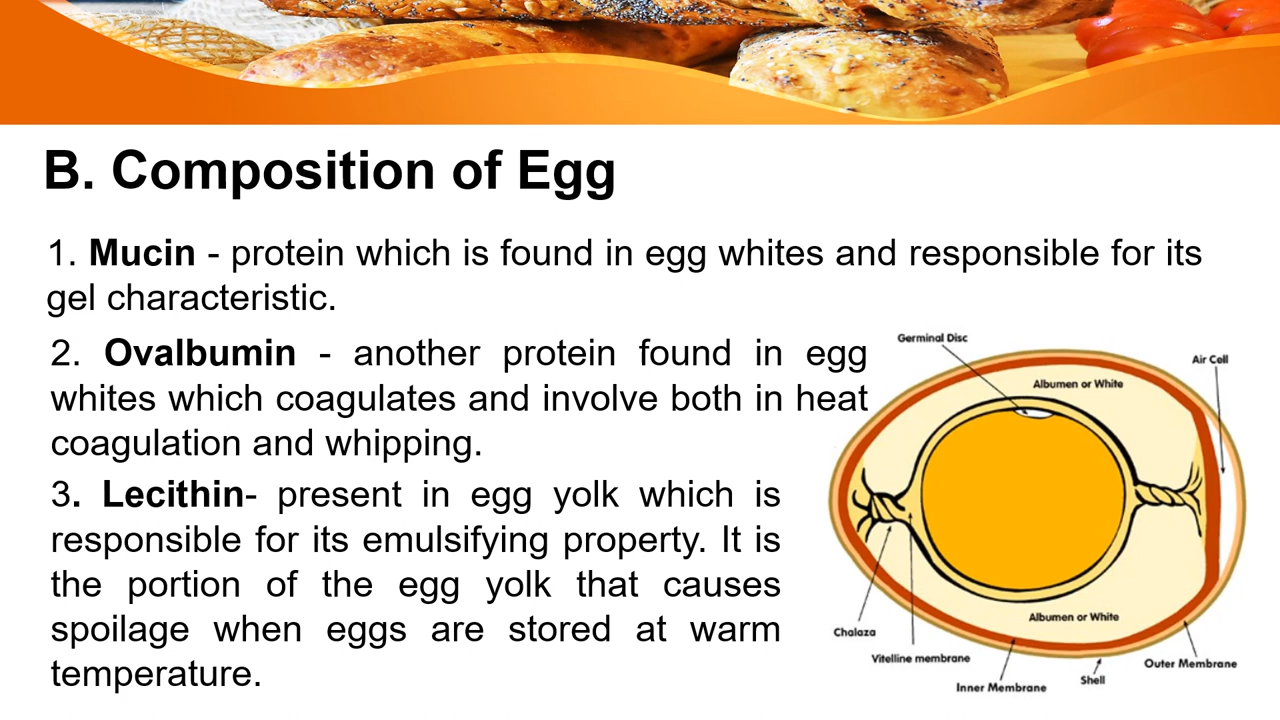 B. Composition of Egg
1. Mucin - protein which is found in egg whites and responsible for its
gel characteristic.
2. Ovalbumin - another protein found in egg
whites which coagulates and involve both in heat
coagulation and whipping.
3. Lecithin- present in egg yolk which is
responsible for its emulsifying property. It is
the portion of the egg yolk that causes
spoilage when eggs are stored at warm
temperature.
Germinal Disc
Air Cell
Albumen or White
Albumen or White
Chalaza
Vitelline membrane
Inner Membrane
Shell
Outer Membrane